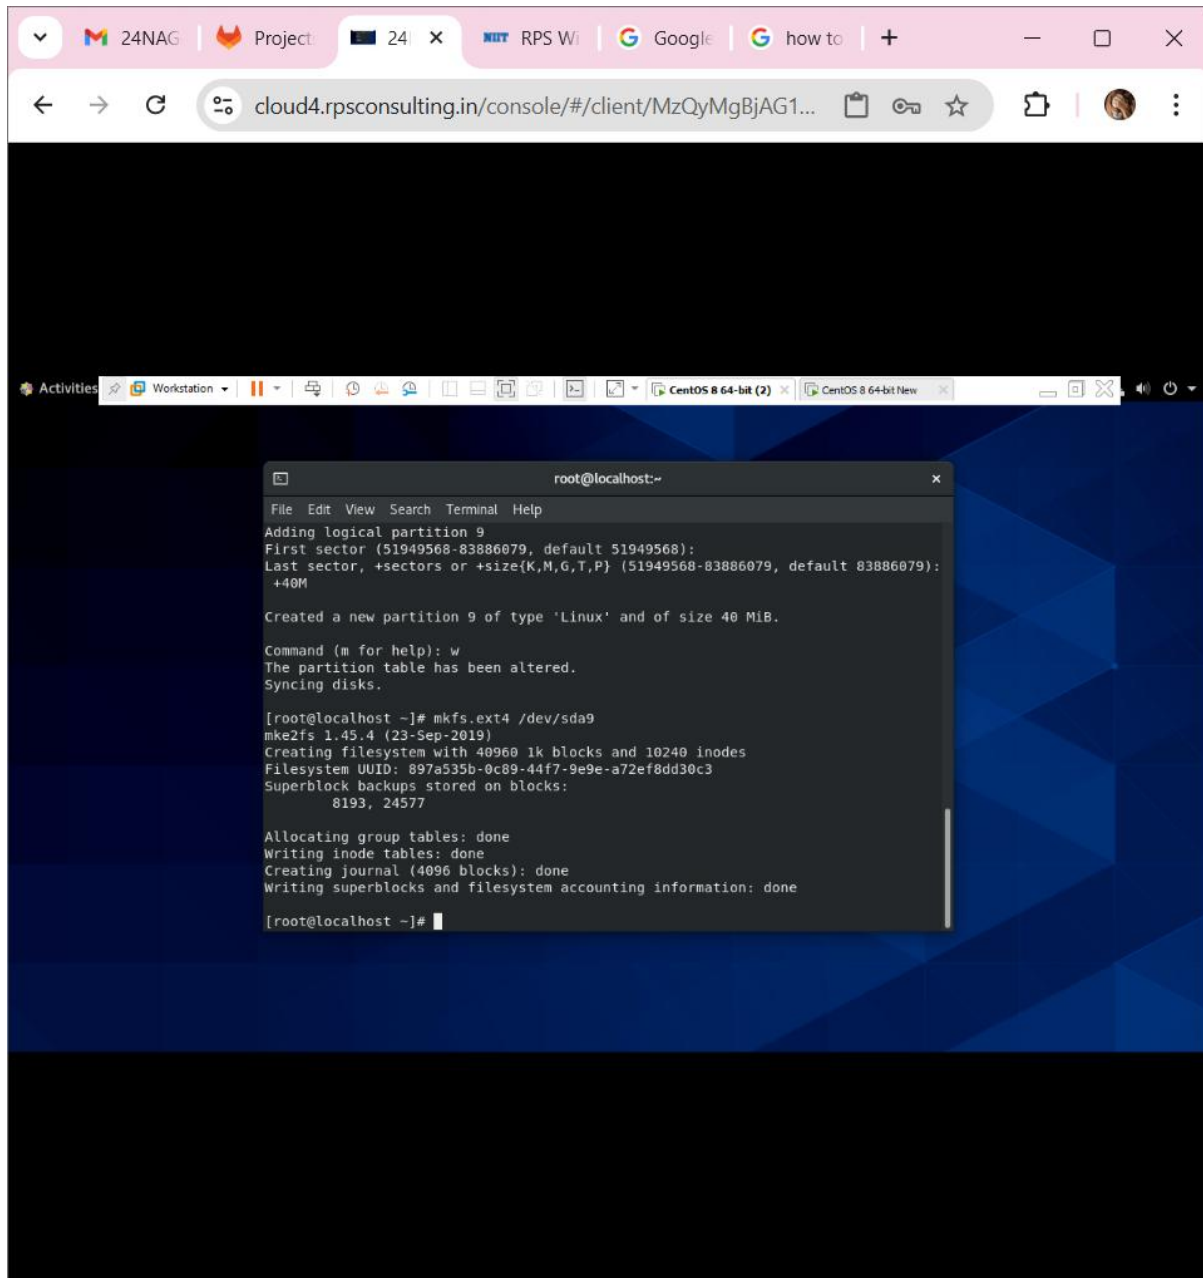 24NAG
Project
24
NIIT RPS Wi
Google
how to
cloud4.rpsconsulting.in/console/#/client/MzQyMgBjAG1...
Activities
Workstation
CentOS 8 64-bit (2)
CentOS 8 64-bit New
root@localhost:~
File Edit View Search Terminal Help
Adding logical partition 9
First sector (51949568-83886079, default 51949568):
Last sector, +sectors or +size{K,M,G,T,P} (51949568-83886079, default 83886079):
+40M
Created a new partition 9 of type 'Linux' and of size 40 MiB.
Command (m for help): w
The partition table has been altered.
Syncing disks.
[root@localhost ~]# mkfs.ext4 /dev/sda9
mke2fs 1.45.4 (23-Sep-2019)
Creating filesystem with 40960 1k blocks and 10240 inodes
Filesystem UUID: 897a535b-0c89-44f7-9e9e-a72ef8dd30c3
Superblock backups stored on blocks:
8193, 24577
Allocating group tables: done
Writing inode tables: done
Creating journal (4096 blocks): done
Writing superblocks and filesystem accounting information: done
[root@localhost ~]#